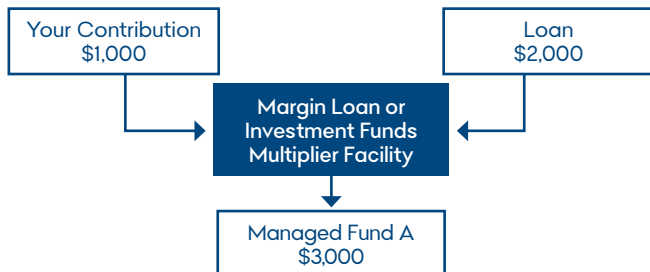 Your Contribution
$1,000
Loan
$2,000
Margin Loan or
Investment Funds
Multiplier Facility
Managed Fund A
$3,000